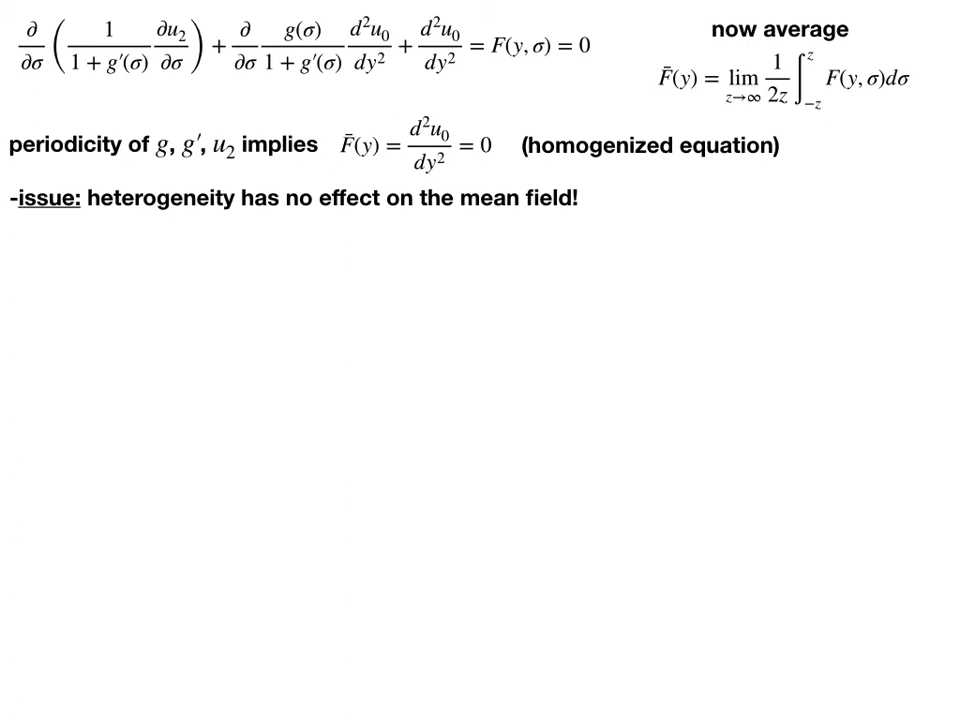 ∂/∂σ ( 1/(1 + g′(σ)) ∂u₂/∂σ ) + ∂/∂σ g(σ)/(1 + g′(σ)) d²u₀/dy² + d²u₀/dy² = F(y, σ) = 0
now average
F̄(y) = lim_{z→∞} 1/2z ∫_{−z}^{z} F(y, σ)dσ
periodicity of g, g′, u₂ implies F̄(y) = d²u₀/dy² = 0 (homogenized equation)
-issue: heterogeneity has no effect on the mean field!